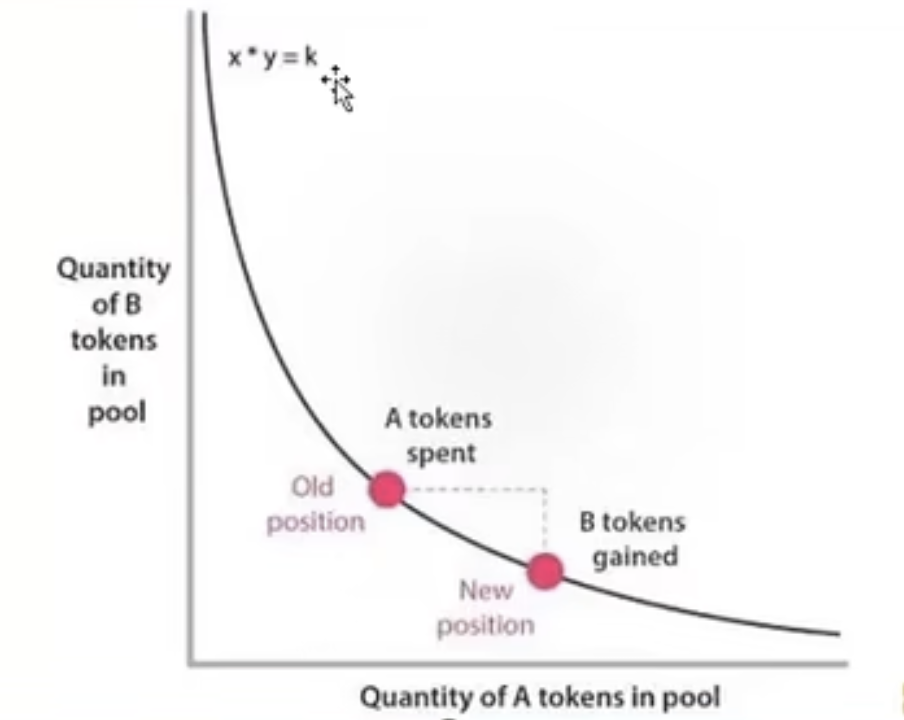 x * y = k
Quantity
of B
tokens
in
pool
A tokens
spent
Old
position
B tokens
gained
New
position
Quantity of A tokens in pool